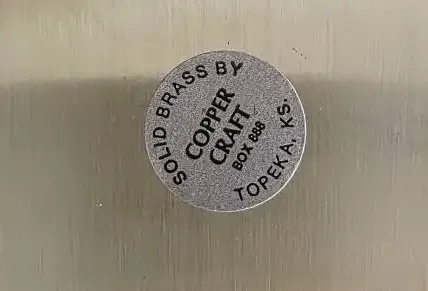 SOLID BRASS BY
COPPER
CRAFT
BOX 888
TOPEKA, KS.